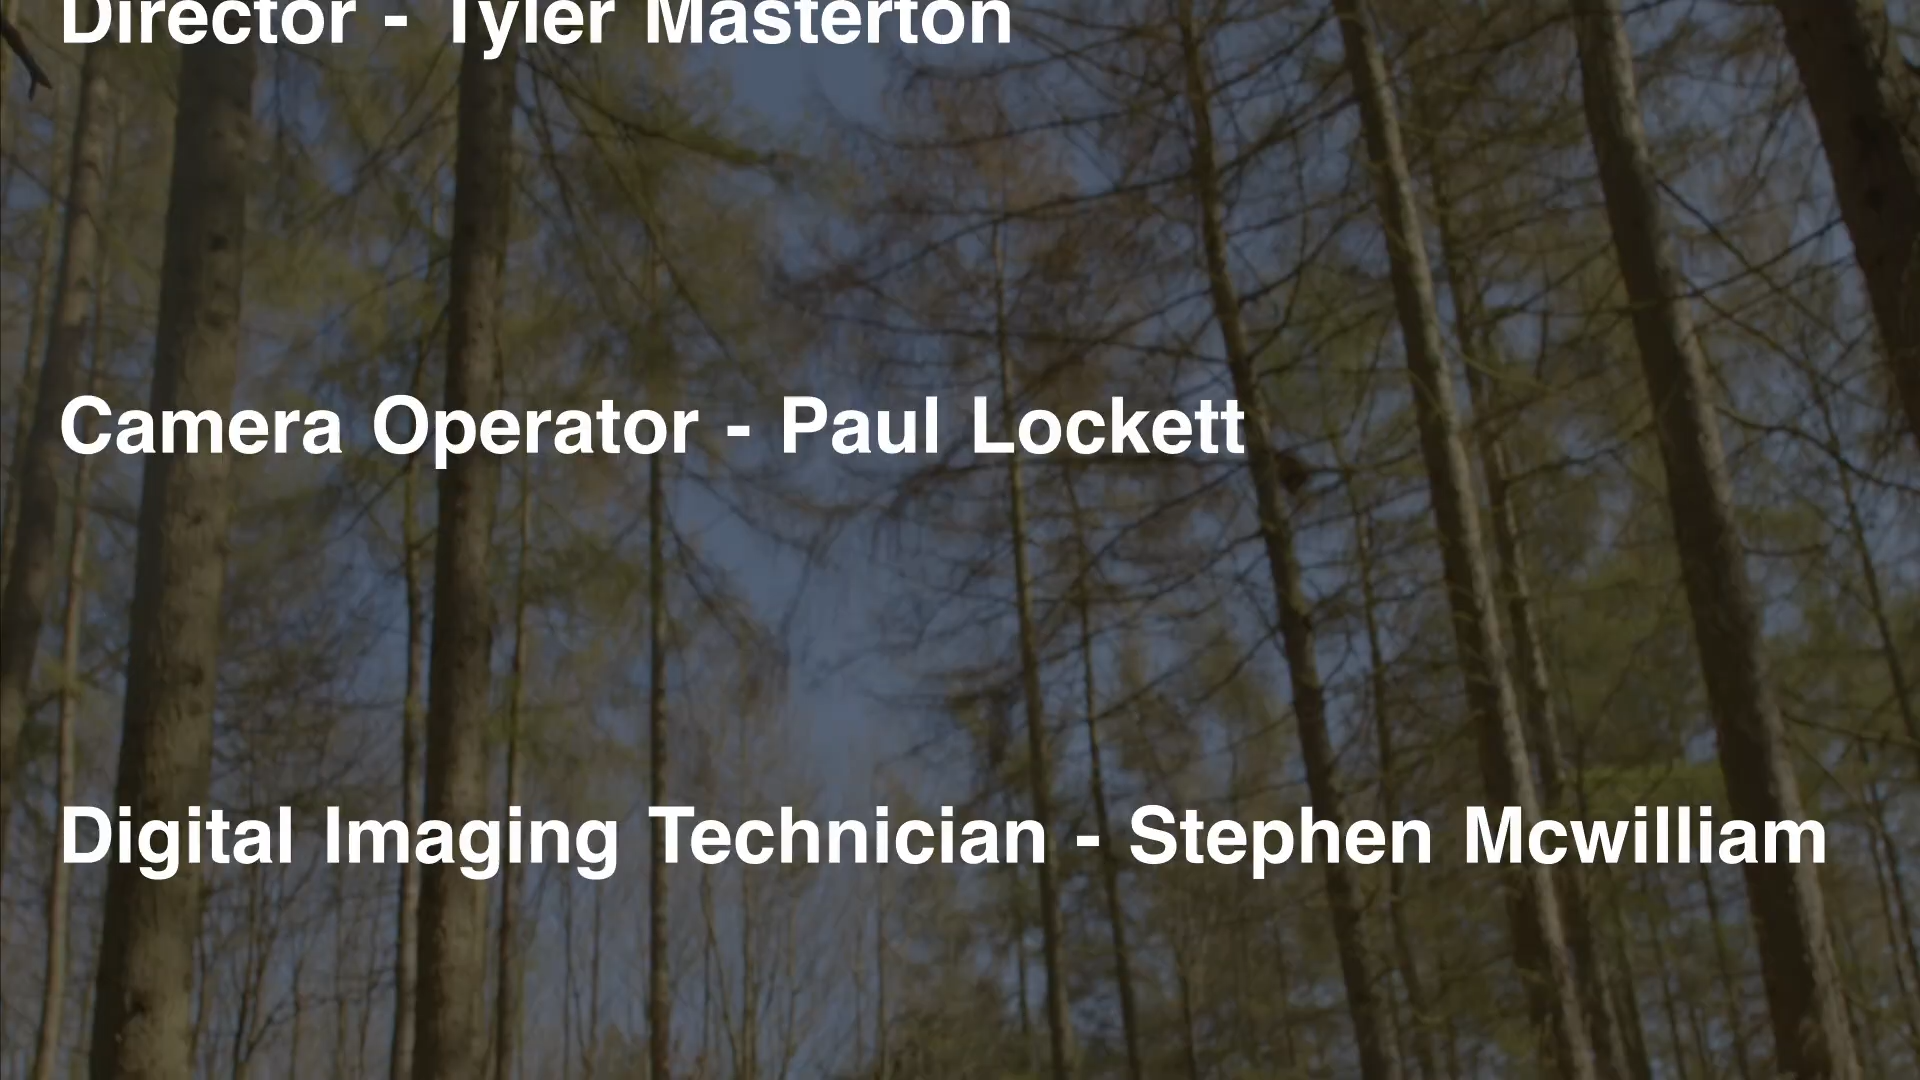 Director - Tyler Masterton
Camera Operator - Paul Lockett
Digital Imaging Technician - Stephen Mcwilliam